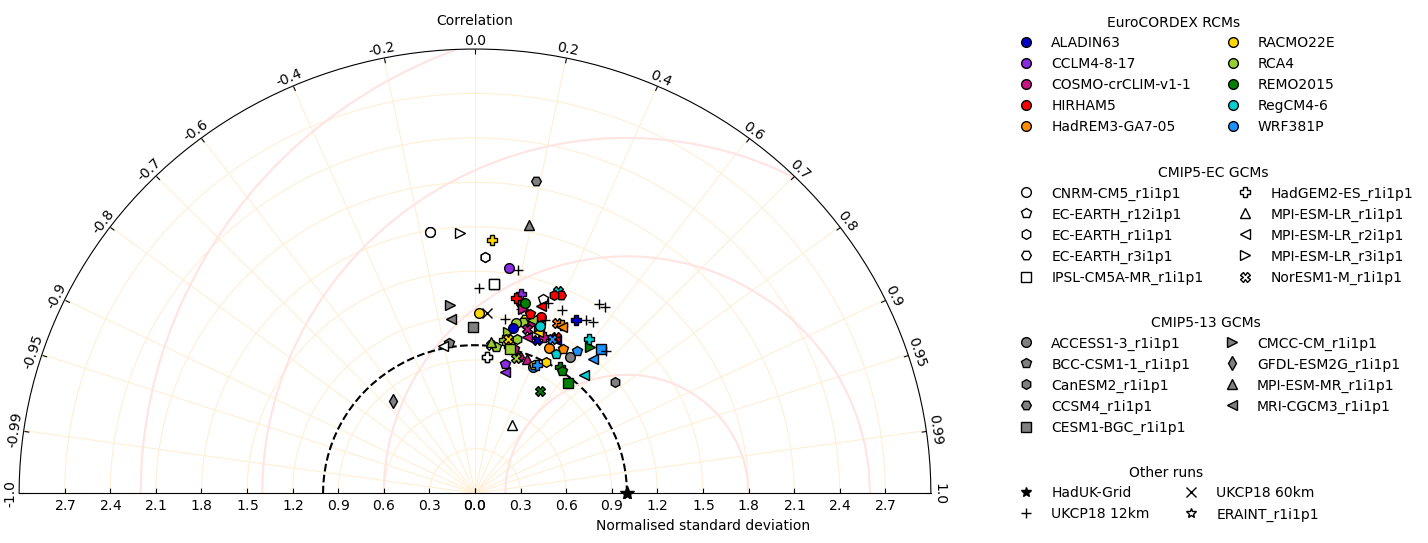 Correlation
0.0
-0.2
0.2
-0.4
0.4
-0.6
0.6
-0.7
0.7
-0.8
0.8
-0.9
0.9
-0.95
0.95
-0.99
0.99
-1.0
1.0
2.7 2.4 2.1 1.8 1.5 1.2 0.9 0.6 0.3 0.0 0.3 0.6 0.9 1.2 1.5 1.8 2.1 2.4 2.7
Normalised standard deviation
EuroCORDEX RCMs
ALADIN63 RACMO22E
CCLM4-8-17 RCA4
COSMO-crCLIM-v1-1 REMO2015
HIRHAM5 RegCM4-6
HadREM3-GA7-05 WRF381P
CMIP5-EC GCMs
CNRM-CM5_r1i1p1 HadGEM2-ES_r1i1p1
EC-EARTH_r12i1p1 MPI-ESM-LR_r1i1p1
EC-EARTH_r1i1p1 MPI-ESM-LR_r2i1p1
EC-EARTH_r3i1p1 MPI-ESM-LR_r3i1p1
IPSL-CM5A-MR_r1i1p1 NorESM1-M_r1i1p1
CMIP5-13 GCMs
ACCESS1-3_r1i1p1 CMCC-CM_r1i1p1
BCC-CSM1-1_r1i1p1 GFDL-ESM2G_r1i1p1
CanESM2_r1i1p1 MPI-ESM-MR_r1i1p1
CCSM4_r1i1p1 MRI-CGCM3_r1i1p1
CESM1-BGC_r1i1p1
Other runs
HadUK-Grid UKCP18 60km
UKCP18 12km ERAINT_r1i1p1